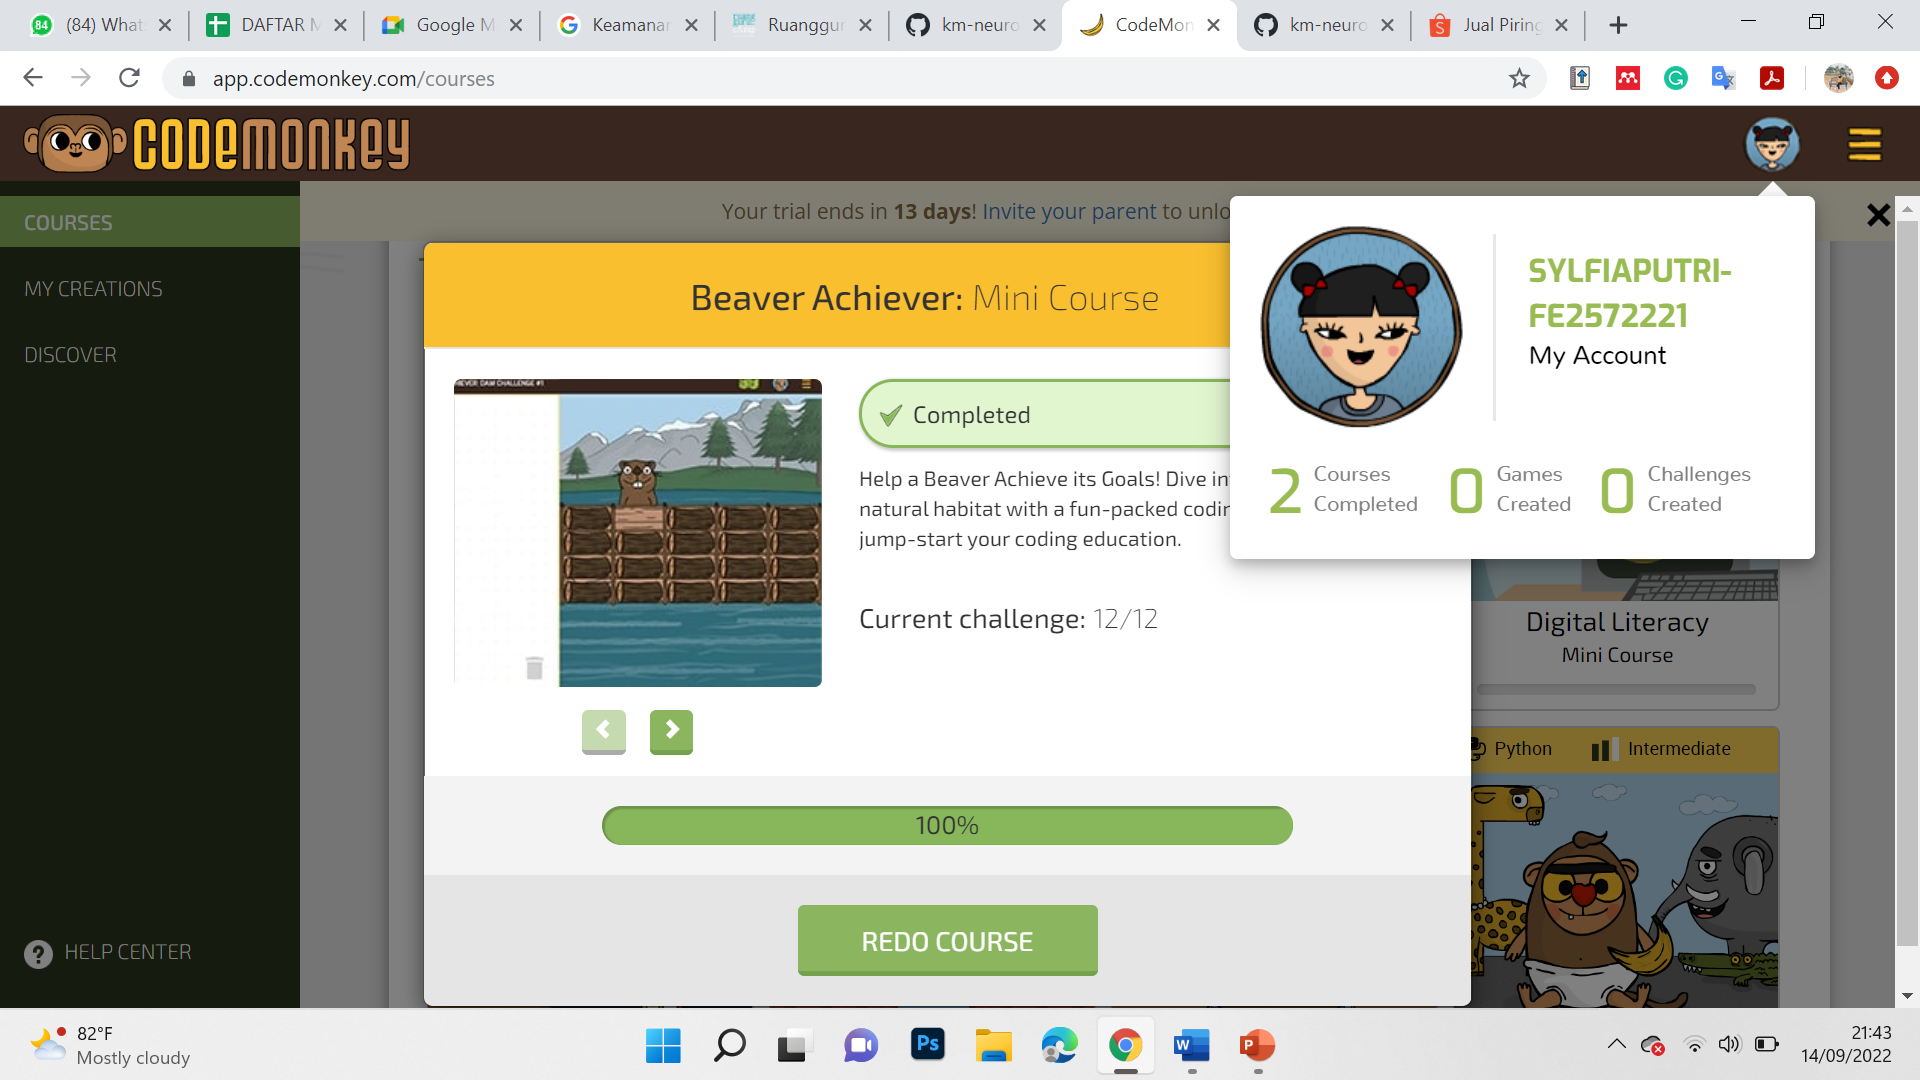 (84) What
DAFTAR M
Google M
Keamanan
Ruanggur
km-neuro
CodeMon
km-neuro
Jual Piring
app.codemonkey.com/courses
CODEMONKEY
COURSES
MY CREATIONS
DISCOVER
HELP CENTER
Your trial ends in 13 days! Invite your parent to unlo
Beaver Achiever: Mini Course
Completed
Help a Beaver Achieve its Goals! Dive in
natural habitat with a fun-packed codin
jump-start your coding education.
Current challenge: 12/12
100%
REDO COURSE
SYLFIAPUTRI-
FE2572221
My Account
2 Courses Completed
0 Games Created
0 Challenges Created
Digital Literacy
Mini Course
Python
Intermediate
82°F
Mostly cloudy
Ps
W
P
21:43
14/09/2022